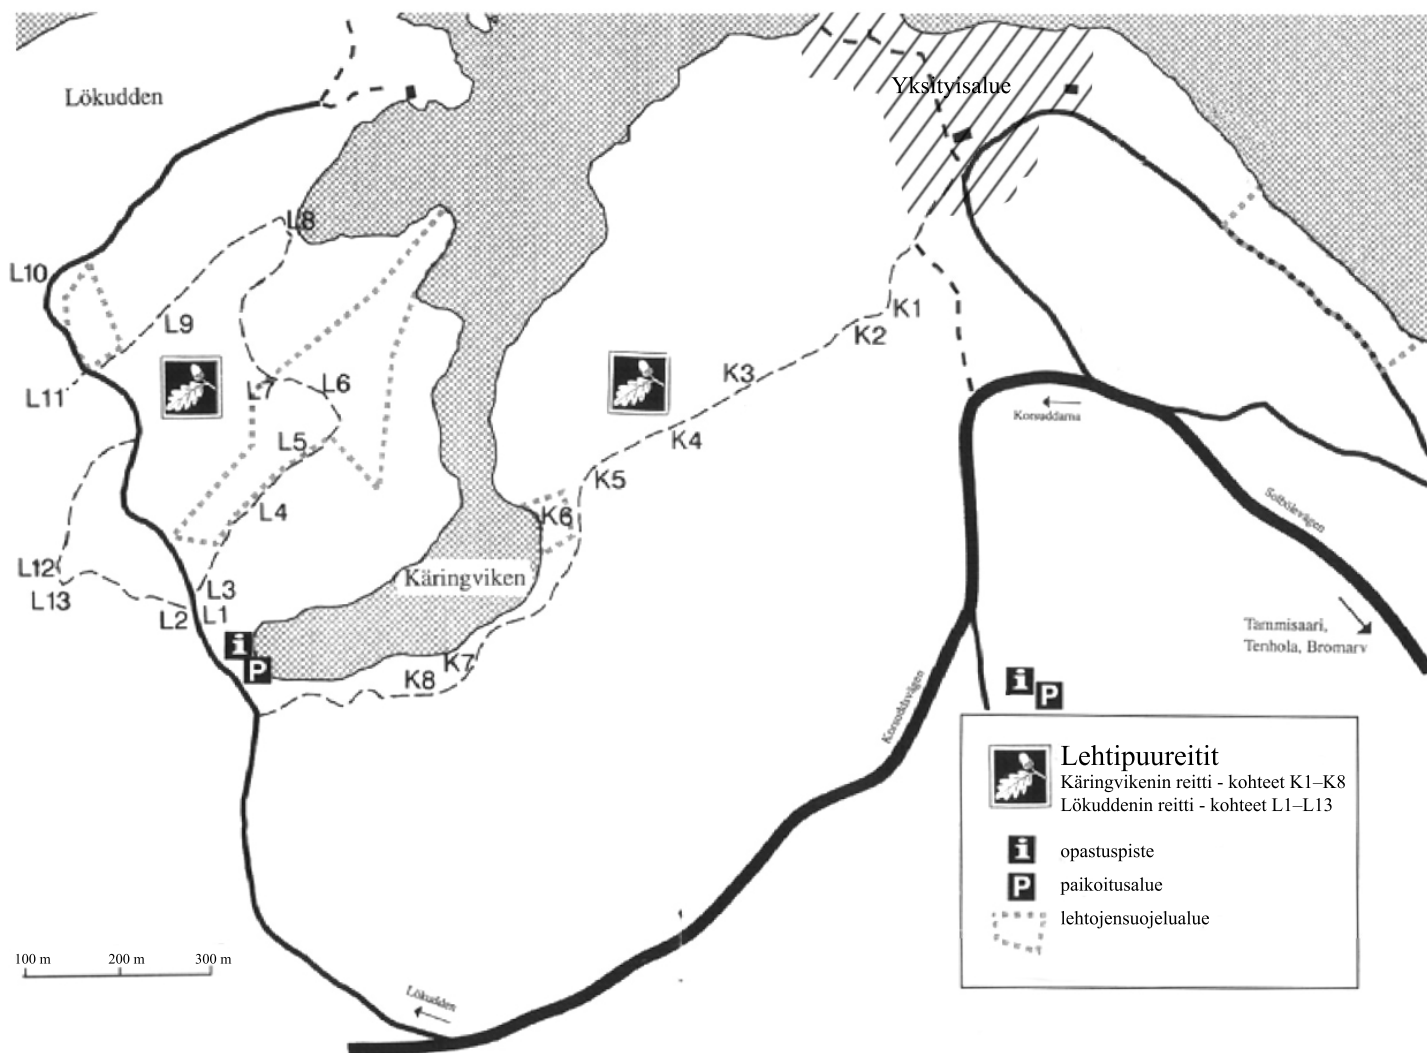 Lökudden
Yksityisalue
L8
L10
L9
K1
K2
L11
L7
L6
K3
Korsuddarna
L5
K4
L4
K5
K6
Solbölevägen
L12
L13
L3
L2
L1
Käringviken
i
P
K8
K7
Korsuddsvägen
Tammisaari,
Tenhola, Bromarv
i
P
Lehtipuureitit
Käringvikenin reitti - kohteet K1–K8
Lökuddenin reitti - kohteet L1–L13
i opastuspiste
P paikoitusalue
lehtojensuojelualue
100 m 200 m 300 m
Lökudden